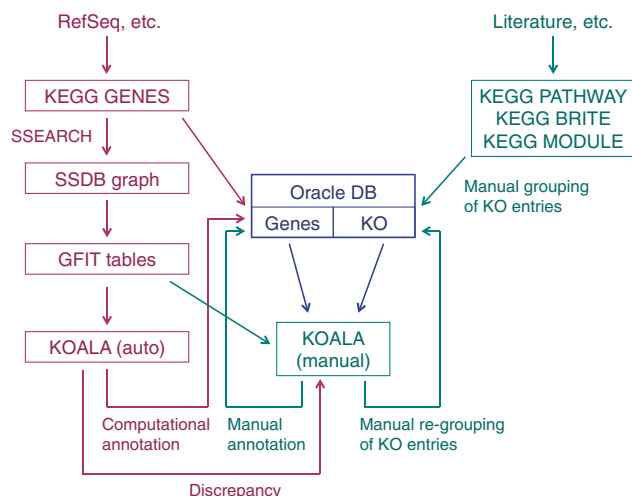 RefSeq, etc.
Literature, etc.
KEGG GENES
KEGG PATHWAY
KEGG BRITE
KEGG MODULE
SSEARCH
SSDB graph
Oracle DB
Genes
KO
Manual grouping
of KO entries
GFIT tables
KOALA (auto)
KOALA
(manual)
Computational
annotation
Manual
annotation
Manual re-grouping
of KO entries
Discrepancy